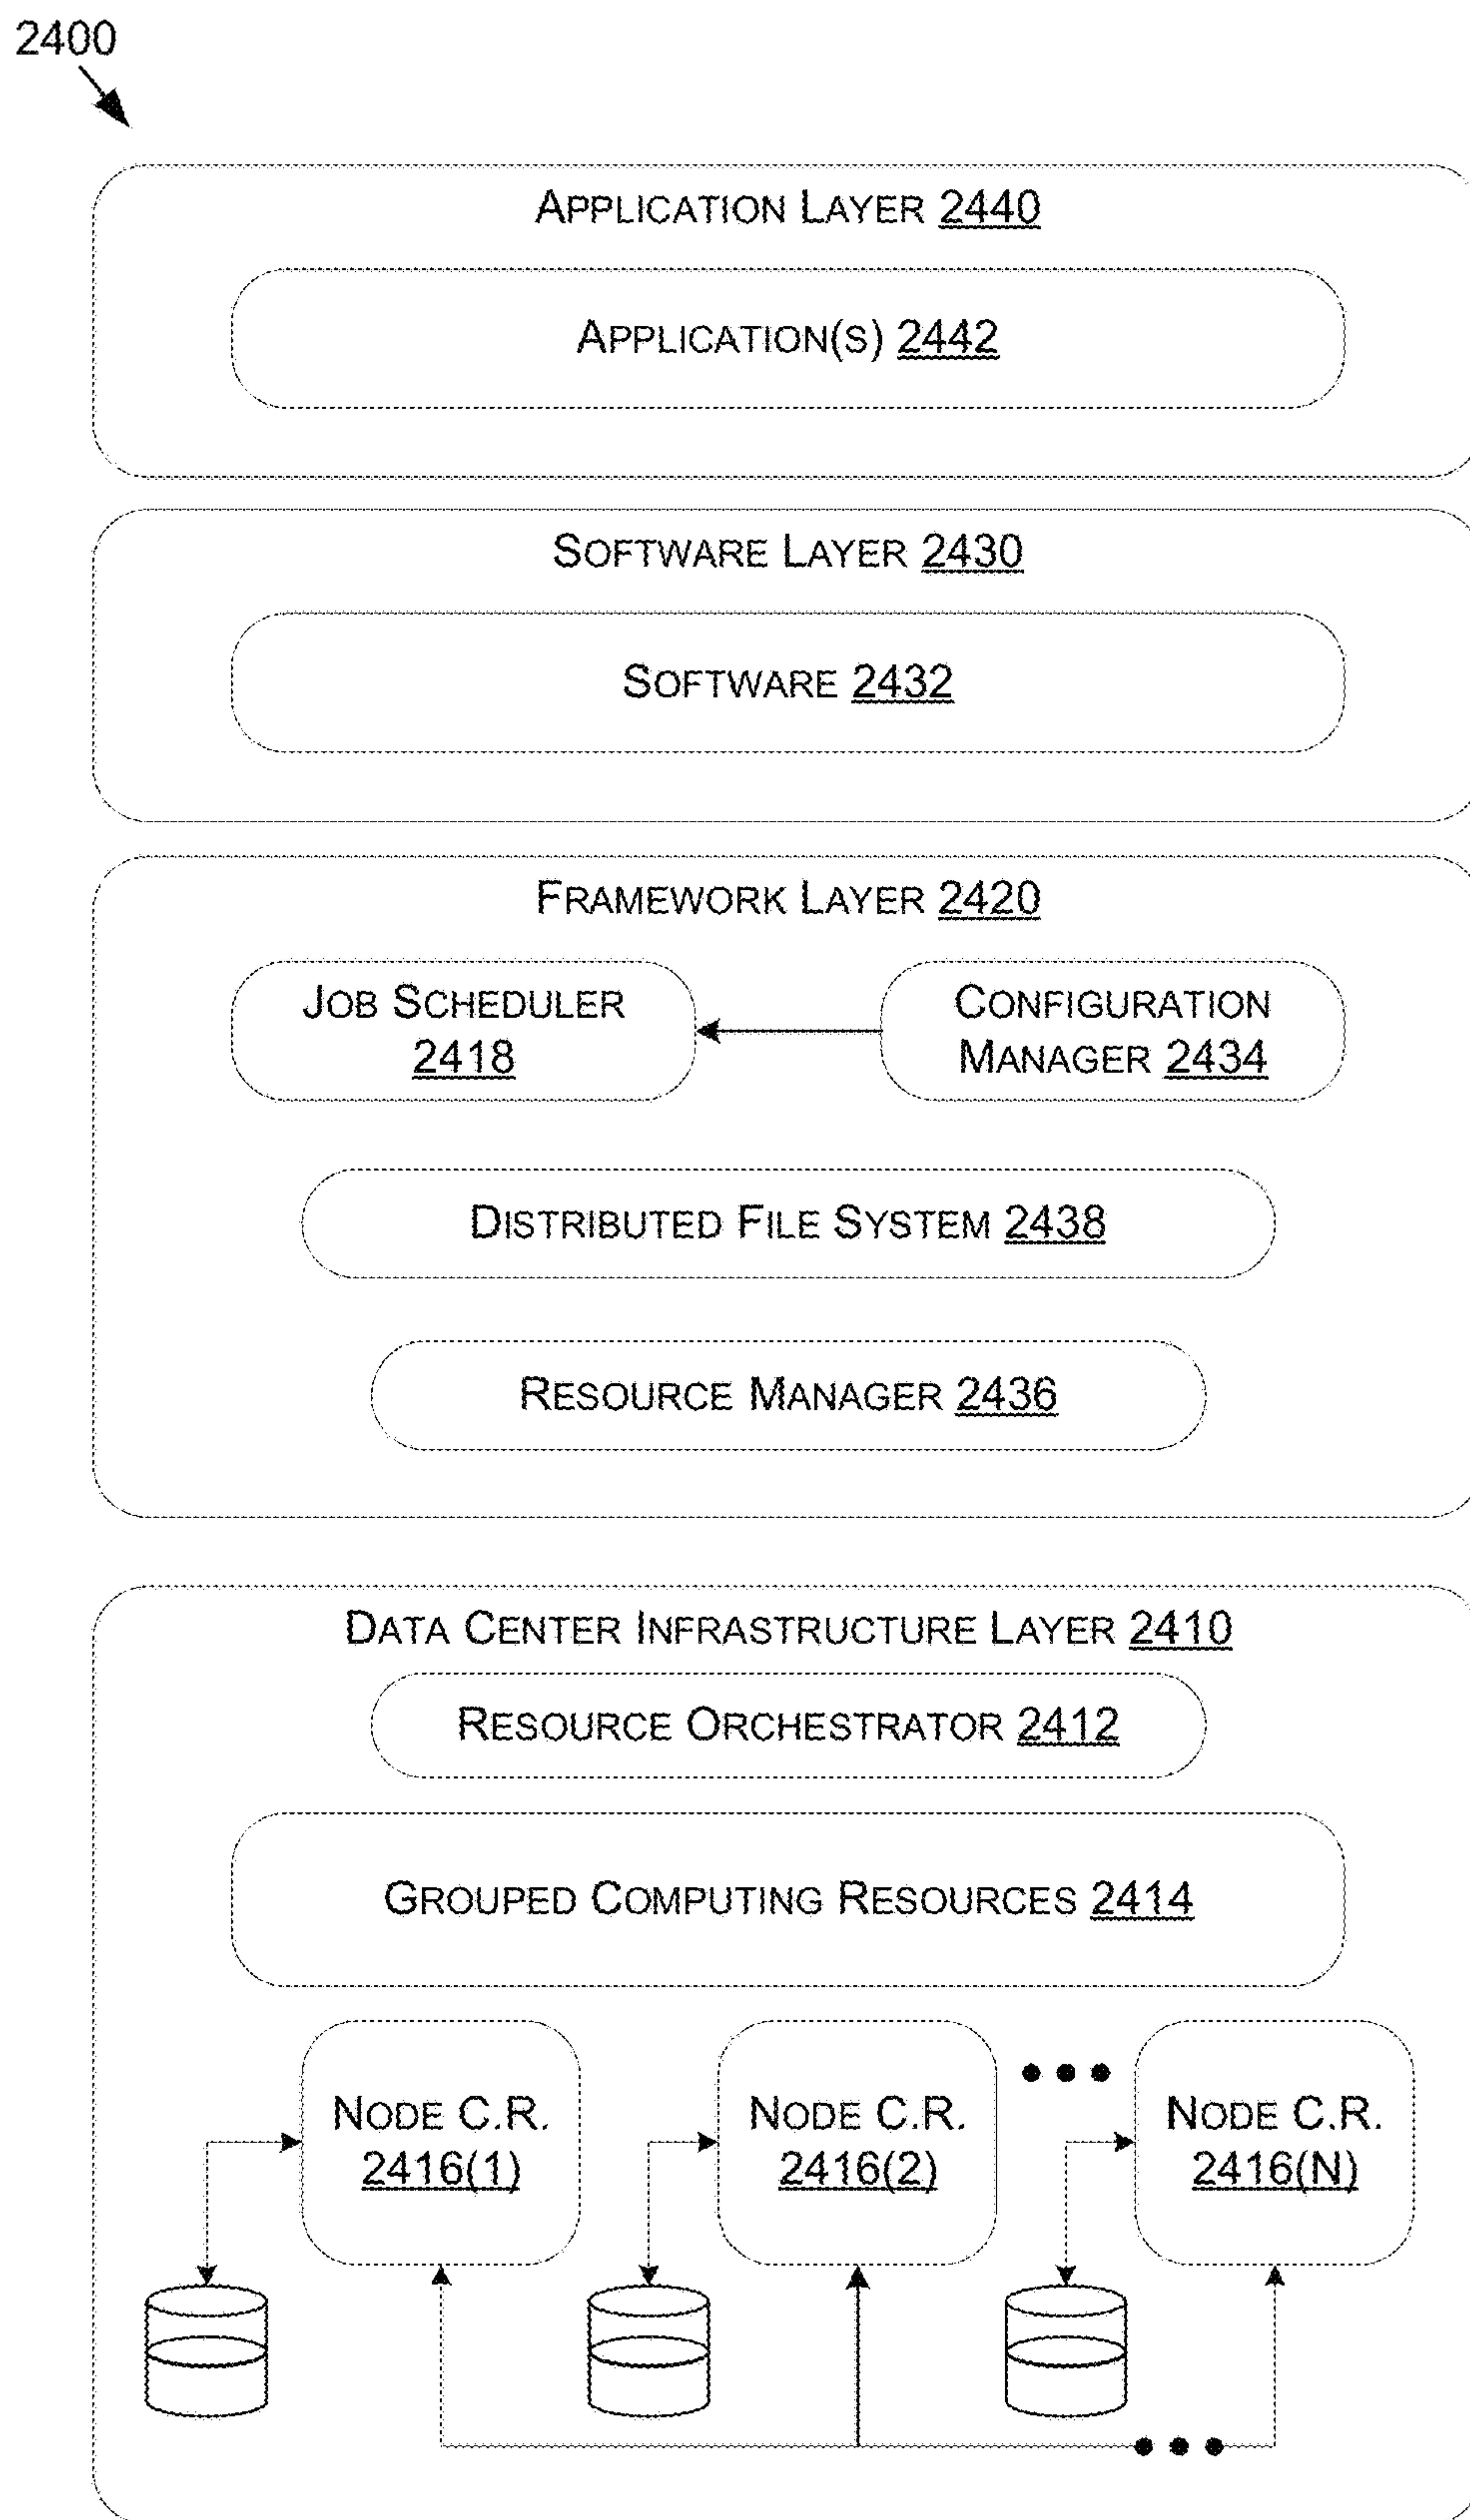 2400
APPLICATION LAYER 2440
APPLICATION(S) 2442
SOFTWARE LAYER 2430
SOFTWARE 2432
FRAMEWORK LAYER 2420
JOB SCHEDULER
2418
CONFIGURATION
MANAGER 2434
DISTRIBUTED FILE SYSTEM 2438
RESOURCE MANAGER 2436
DATA CENTER INFRASTRUCTURE LAYER 2410
RESOURCE ORCHESTRATOR 2412
GROUPED COMPUTING RESOURCES 2414
NODE C.R.
2416(1)
NODE C.R.
2416(2)
NODE C.R.
2416(N)